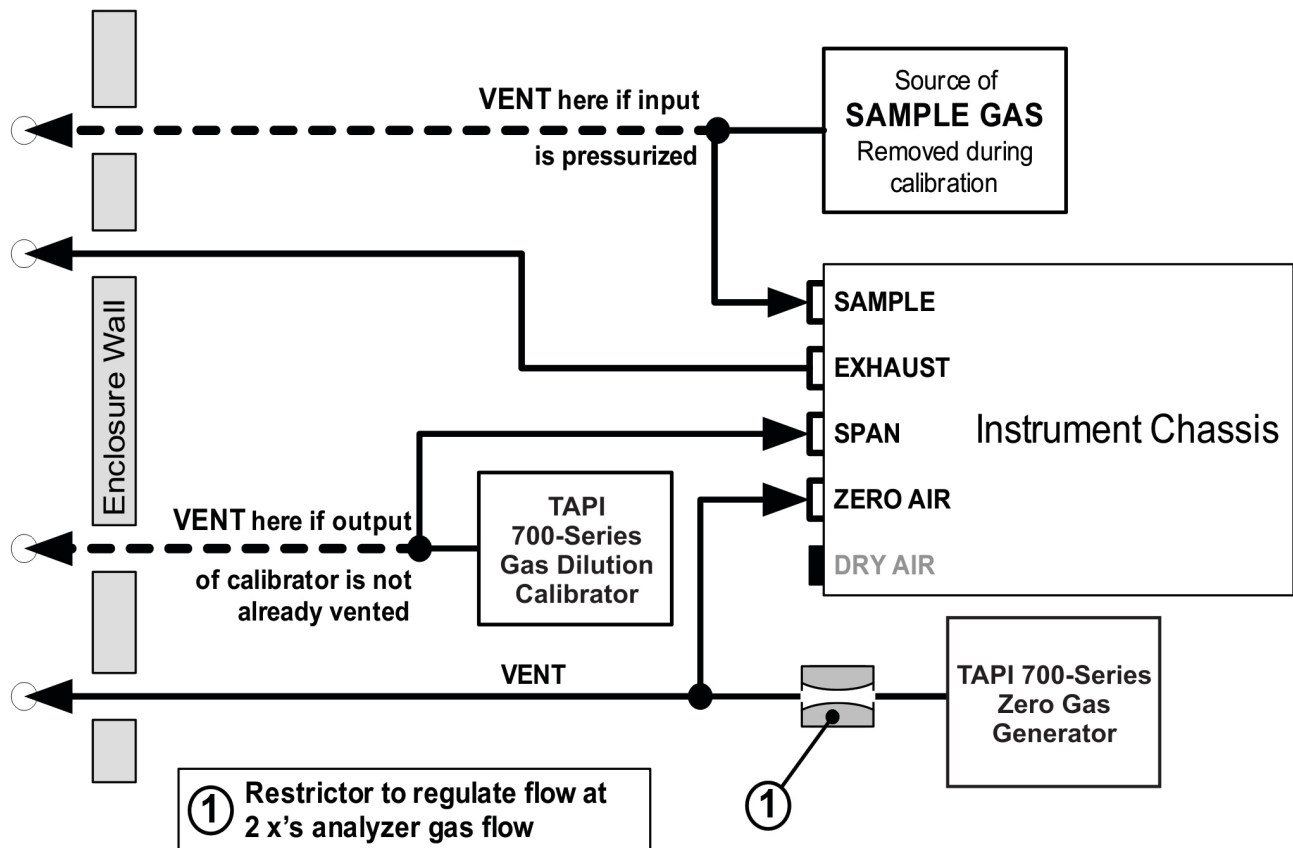 VENT here if input
is pressurized
Source of
SAMPLE GAS
Removed during
calibration
Enclosure Wall
SAMPLE
EXHAUST
SPAN
ZERO AIR
DRY AIR
Instrument Chassis
VENT here if output
of calibrator is not
already vented
TAPI
700-Series
Gas Dilution
Calibrator
VENT
TAPI 700-Series
Zero Gas
Generator
1
1 Restrictor to regulate flow at
2 x's analyzer gas flow